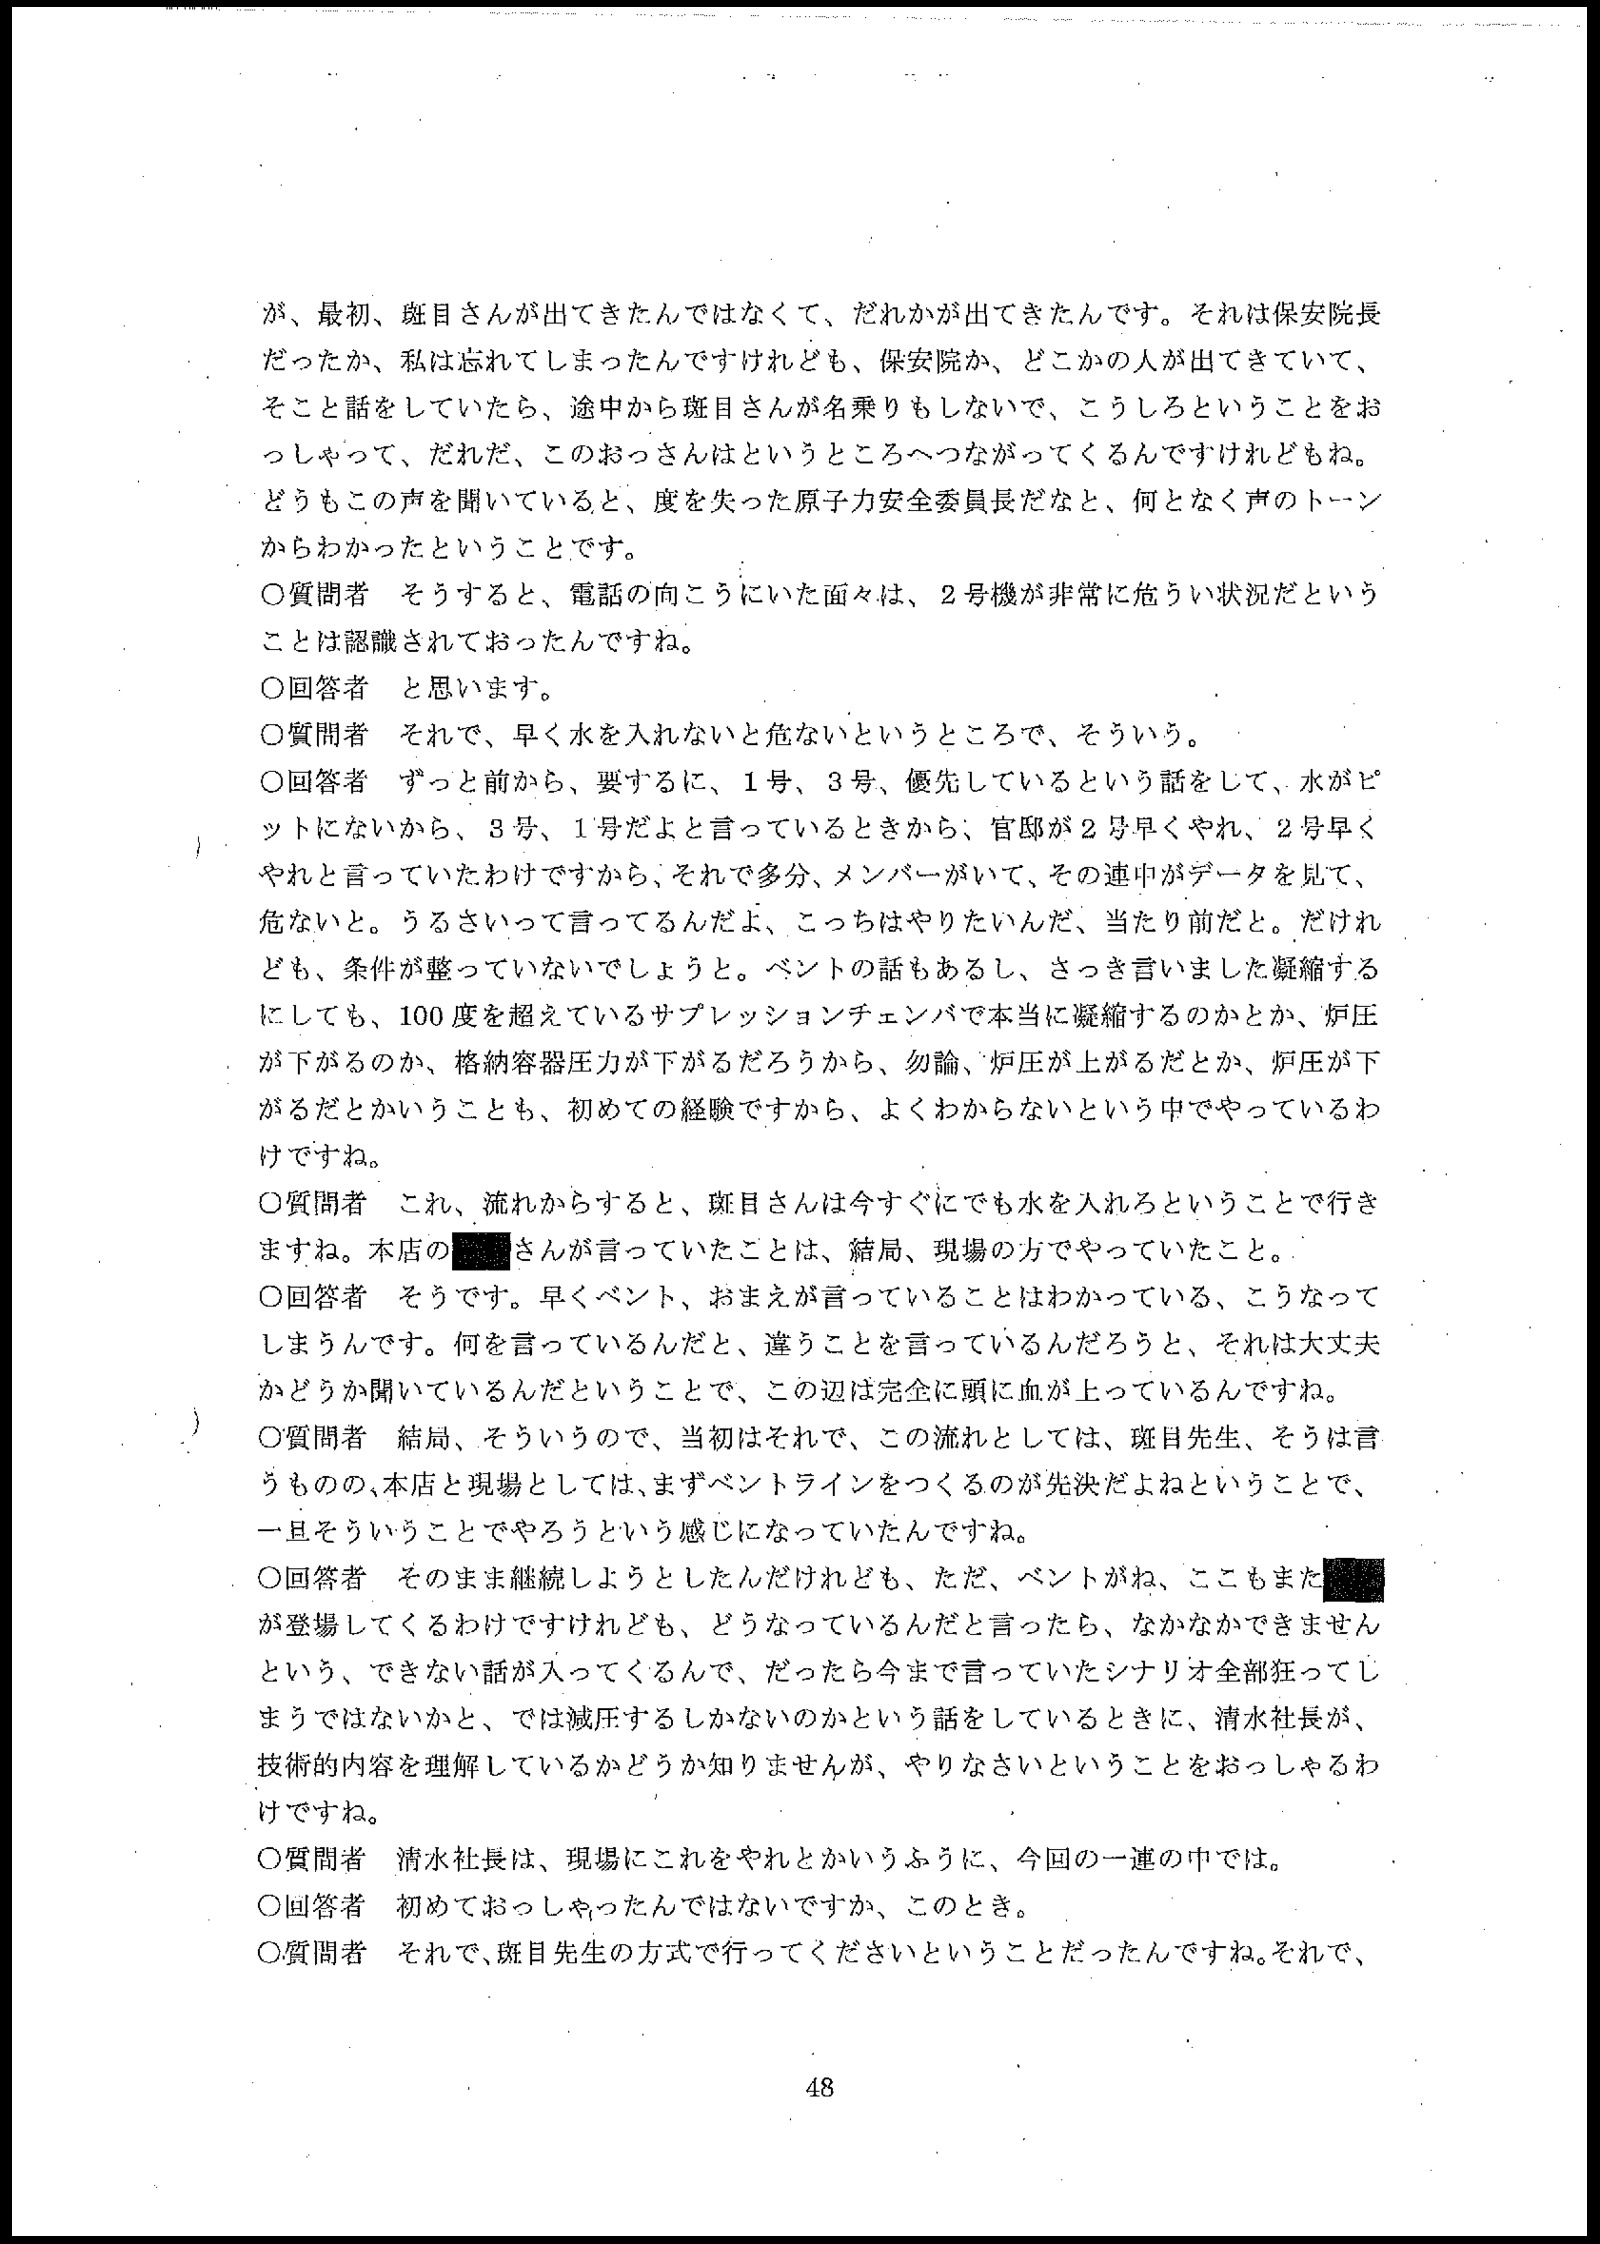 が、最初、斑目さんが出てきたんではなくて、だれかが出てきたんです。それは保安院長
だったか、私は忘れてしまったんですけれども、保安院か、どこかの人が出てきていて、
そこと話をしていたら、途中から斑目さんが名乗りもしないで、こうしろということをお
っしゃって、だれだ、このおっさんはというところへつながってくるんですけれどもね。
どうもこの声を聞いていると、度を失った原子力安全委員長だなと、何となく声のトーン
からわかったということです。
○質問者　そうすると、電話の向こうにいた面々は、２号機が非常に危うい状況だという
ことは認識されておったんですね。
○回答者　と思います。
○質問者　それで、早く水を入れないと危ないというところで、そういう。
○回答者　ずっと前から、要するに、１号、３号、優先しているという話をして、水がピ
ットにないから、３号、１号だよと言っているときから、官邸が２号早くやれ、２号早く
やれと言っていたわけですから、それで多分、メンバーがいて、その連中がデータを見て、
危ないと。うるさいって言ってるんだよ、こっちはやりたいんだ、当たり前だと。だけれ
ども、条件が整っていないでしょうと。ベントの話もあるし、さっき言いました凝縮する
にしても、100 度を超えているサプレッションチェンバで本当に凝縮するのかとか、炉圧
が下がるのか、格納容器圧力が下がるだろうから、勿論、炉圧が上がるだとか、炉圧が下
がるだとかいうことも、初めての経験ですから、よくわからないという中でやっているわ
けですね。
○質問者　これ、流れからすると、斑目さんは今すぐにでも水を入れろということで行き
ますね。本店のさんが言っていたことは、結局、現場の方でやっていたこと。
○回答者　そうです。早くベント、おまえが言っていることはわかっている、こうなって
しまうんです。何を言っているんだと、違うことを言っているんだろうと、それは大丈夫
かどうか聞いているんだということで、この辺は完全に頭に血が上っているんですね。
○質問者　結局、そういうので、当初はそれで、この流れとしては、斑目先生、そうは言
うものの、本店と現場としては、まずベントラインをつくるのが先決だよねということで、
一旦そういうことでやろうという感じになっていたんですね。
○回答者　そのまま継続しようとしたんだけれども、ただ、ベントがね、ここもまた
が登場してくるわけですけれども、どうなっているんだと言ったら、なかなかできません
という、できない話が入ってくるんで、だったら今まで言っていたシナリオ全部狂ってし
まうではないかと、では減圧するしかないのかという話をしているときに、清水社長が、
技術的内容を理解しているかどうか知りませんが、やりなさいということをおっしゃるわ
けですね。
○質問者　清水社長は、現場にこれをやれとかいうふうに、今回の一連の中では。
○回答者　初めておっしゃったんではないですか、このとき。
○質問者　それで、斑目先生の方式で行ってくださいということだったんですね。それで、
48